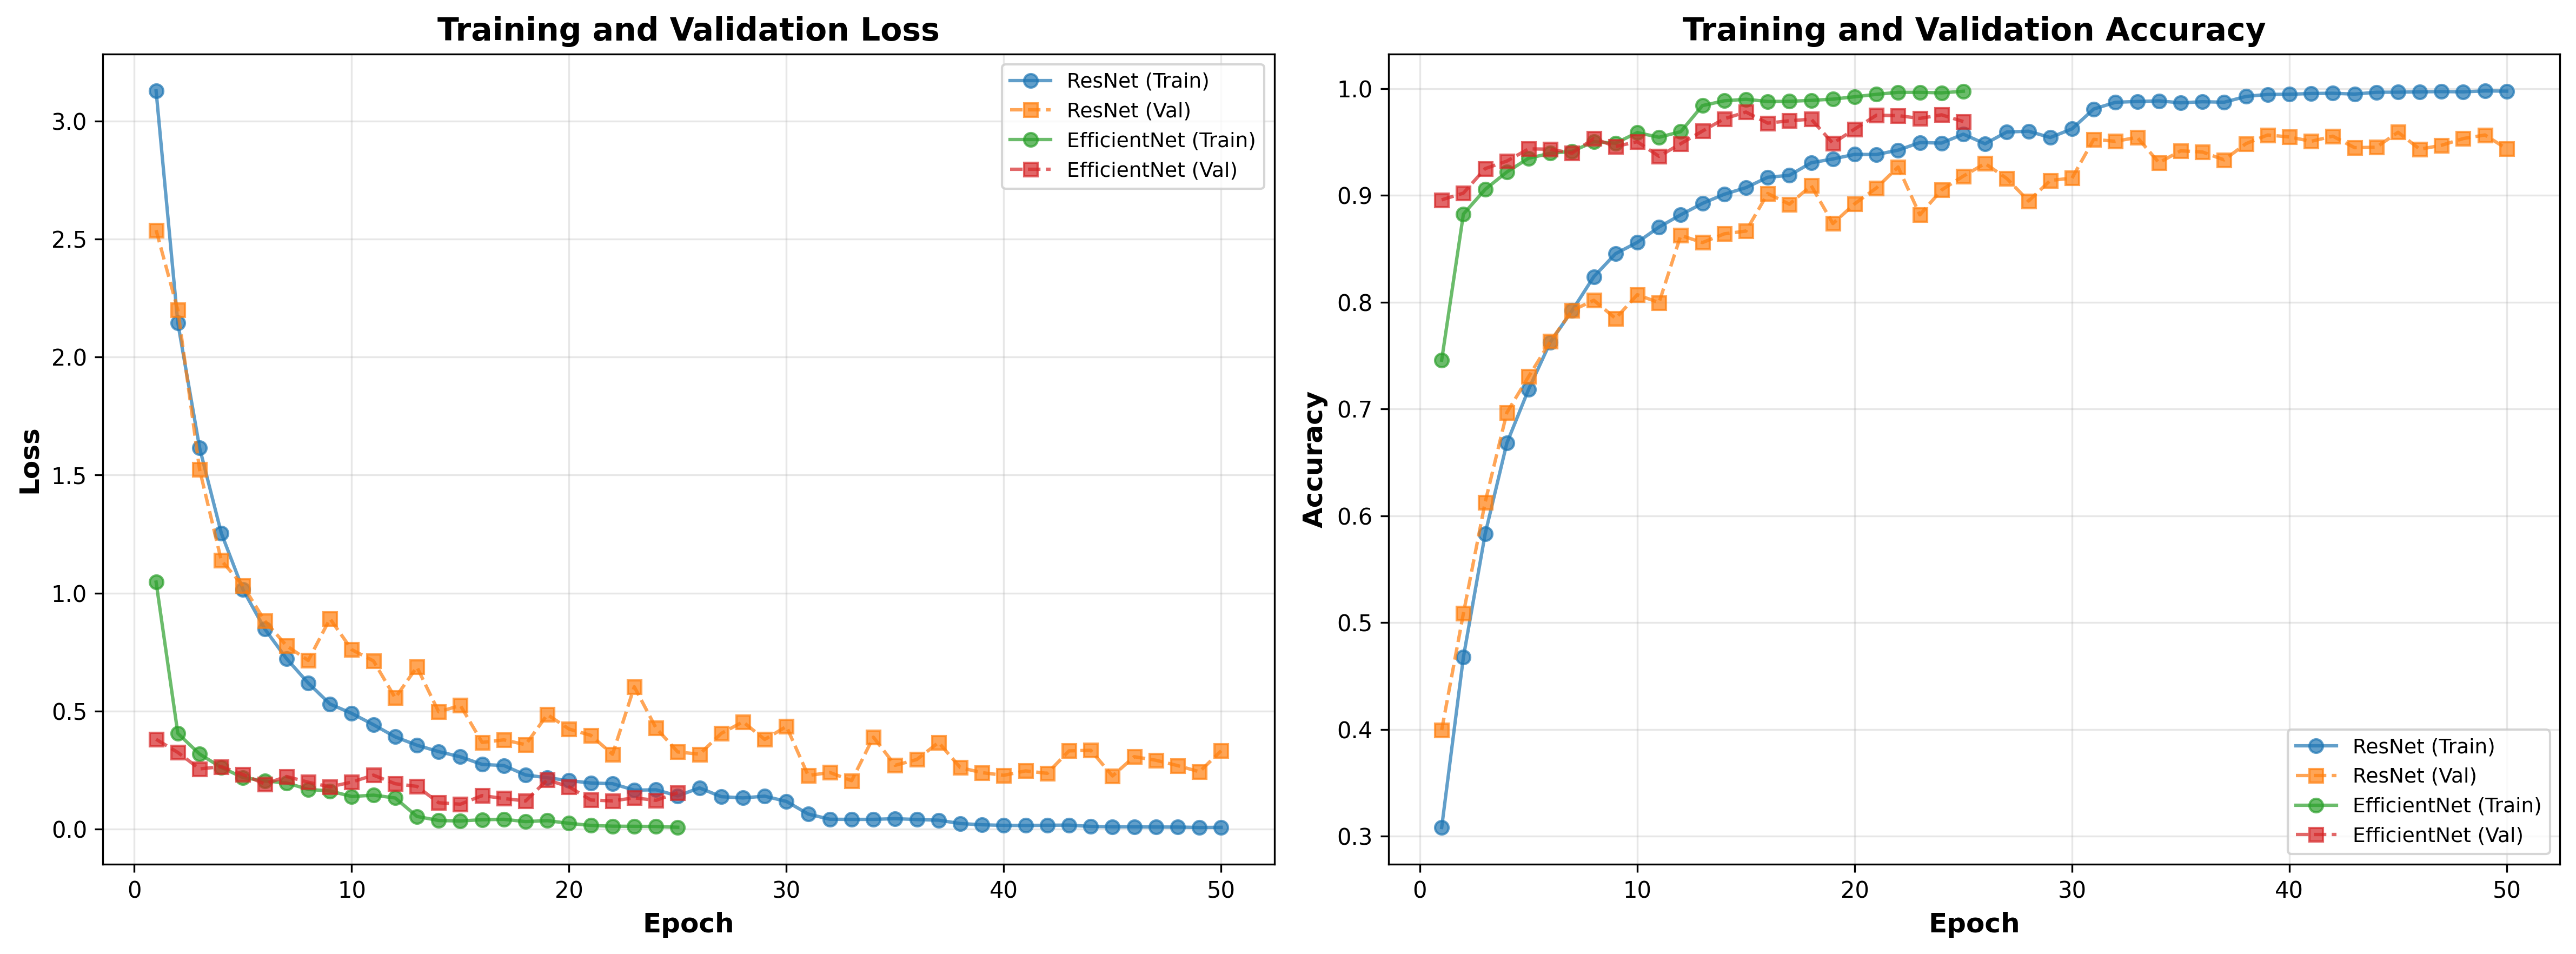 Training and Validation Loss
Loss
3.0
2.5
2.0
1.5
1.0
0.5
0.0
0 10 20 30 40 50
Epoch
ResNet (Train)
ResNet (Val)
EfficientNet (Train)
EfficientNet (Val)
Training and Validation Accuracy
Accuracy
1.0
0.9
0.8
0.7
0.6
0.5
0.4
0.3
0 10 20 30 40 50
Epoch
ResNet (Train)
ResNet (Val)
EfficientNet (Train)
EfficientNet (Val)